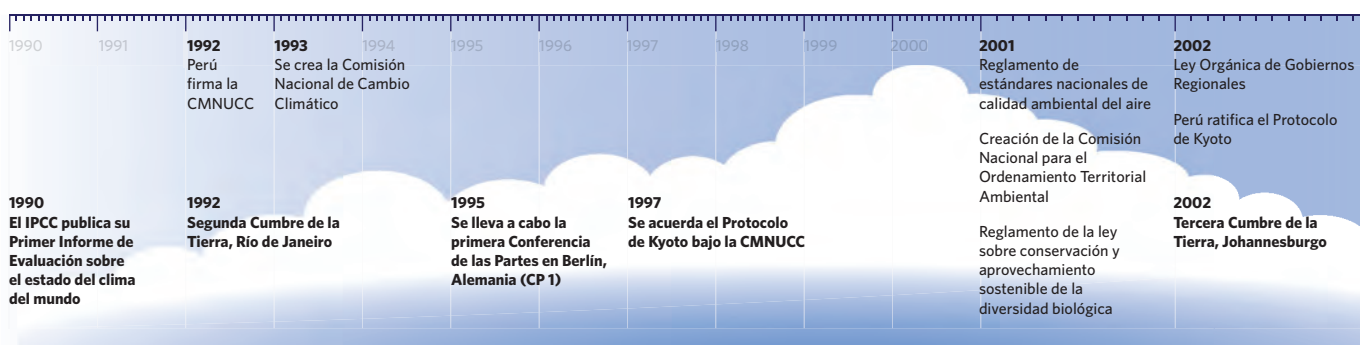 1990
1991
1992
Perú
firma la
CMNUCC
1993
Se crea la Comisión
Nacional de Cambio
Climático
1994
1995
1996
1997
1998
1999
2000
2001
Reglamento de
estándares nacionales de
calidad ambiental del aire
Creación de la Comisión
Nacional para el
Ordenamiento Territorial
Ambiental
Reglamento de la ley
sobre conservación y
aprovechamiento
sostenible de la
diversidad biológica
2002
Ley Orgánica de Gobiernos
Regionales
Perú ratifica el Protocolo
de Kyoto
1990
El IPCC publica su
Primer Informe de
Evaluación sobre
el estado del clima
del mundo
1992
Segunda Cumbre de la
Tierra, Río de Janeiro
1995
Se lleva a cabo la
primera Conferencia
de las Partes en Berlín,
Alemania (CP 1)
1997
Se acuerda el Protocolo
de Kyoto bajo la CMNUCC
2002
Tercera Cumbre de la
Tierra, Johannesburgo